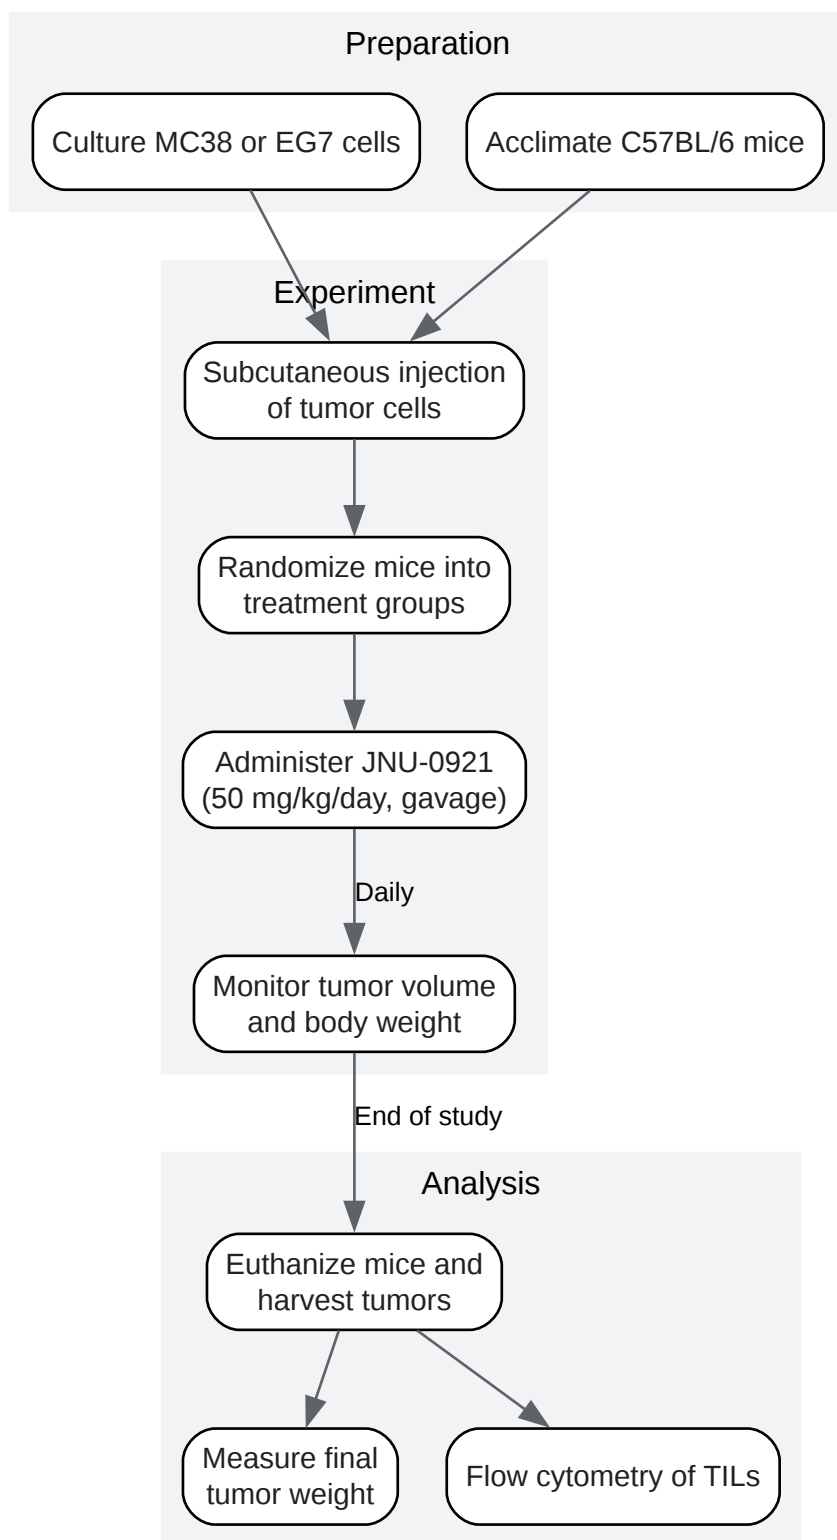 Preparation
Culture MC38 or EG7 cells
Acclimate C57BL/6 mice
Experiment
Subcutaneous injection
of tumor cells
Randomize mice into
treatment groups
Administer JNU-0921
(50 mg/kg/day, gavage)
Daily
Monitor tumor volume
and body weight
End of study
Analysis
Euthanize mice and
harvest tumors
Measure final
tumor weight
Flow cytometry of TILs